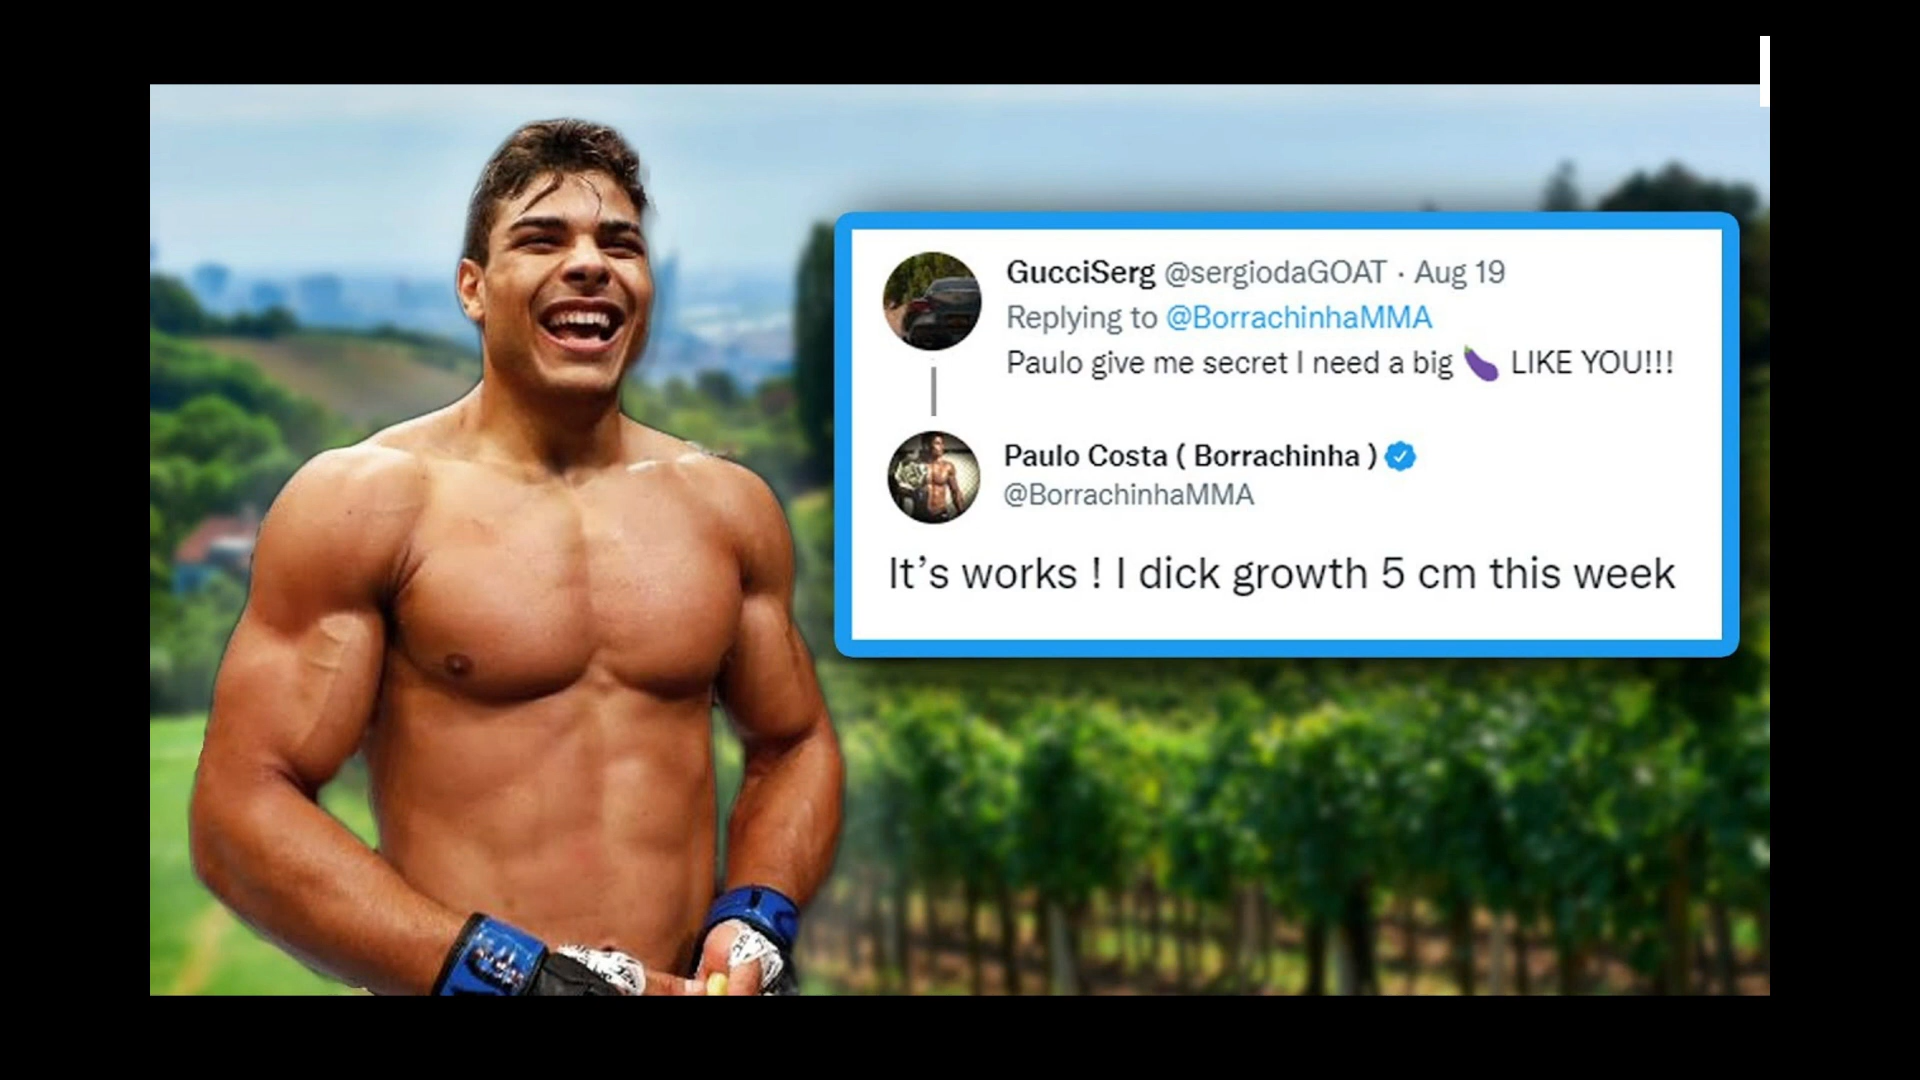 GucciSerg @sergiodaGOAT · Aug 19
Replying to @BorrachinhaMMA
Paulo give me secret I need a big 🍆 LIKE YOU!!!
Paulo Costa ( Borrachinha )
@BorrachinhaMMA
It’s works ! I dick growth 5 cm this week